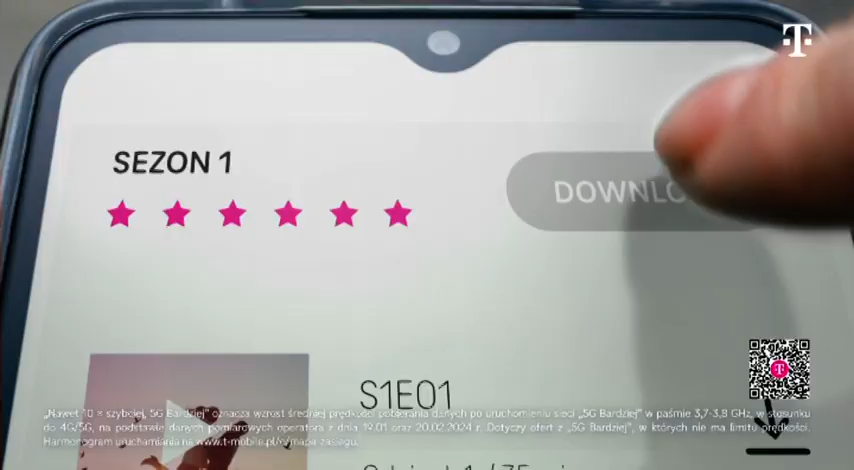 T
SEZON 1
DOWNLO
S1E01
„Nawet 10 × szybciej, 5G Bardziej” oznacza wzrost średniej prędkości pobierania danych po uruchomieniu sieci „5G Bardziej” w paśmie 3,7-3,8 GHz, w stosunku
do 4G/5G, na podstawie danych pomiarowych operatora z dnia 19.01 oraz 20.02.2024 r. Dotyczy ofert z „5G Bardziej”, w których nie ma limitu prędkości.
Harmonogram uruchamiania na www.t-mobile.pl/c/mapa-zasiegu.